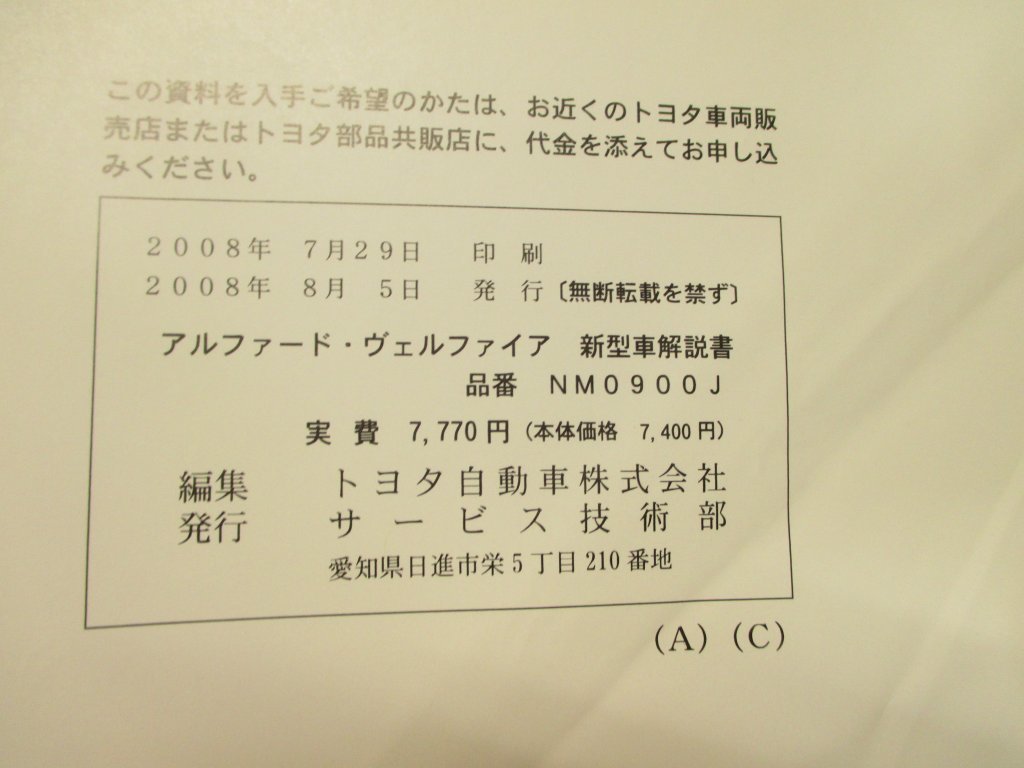 この資料を入手ご希望のかたは、お近くのトヨタ車両販
売店またはトヨタ部品共販店に、代金を添えてお申し込
みください。
２００８年　７月２９日　　印　刷
２００８年　８月　５日　　発　行〔無断転載を禁ず〕
アルファード・ヴェルファイア　新型車解説書
品番　ＮＭ０９００Ｊ
実　費　7,770円（本体価格　7,400円）
編集　トヨタ自動車株式会社
発行　サービス技術部
愛知県日進市栄5丁目210番地
（A）（C）